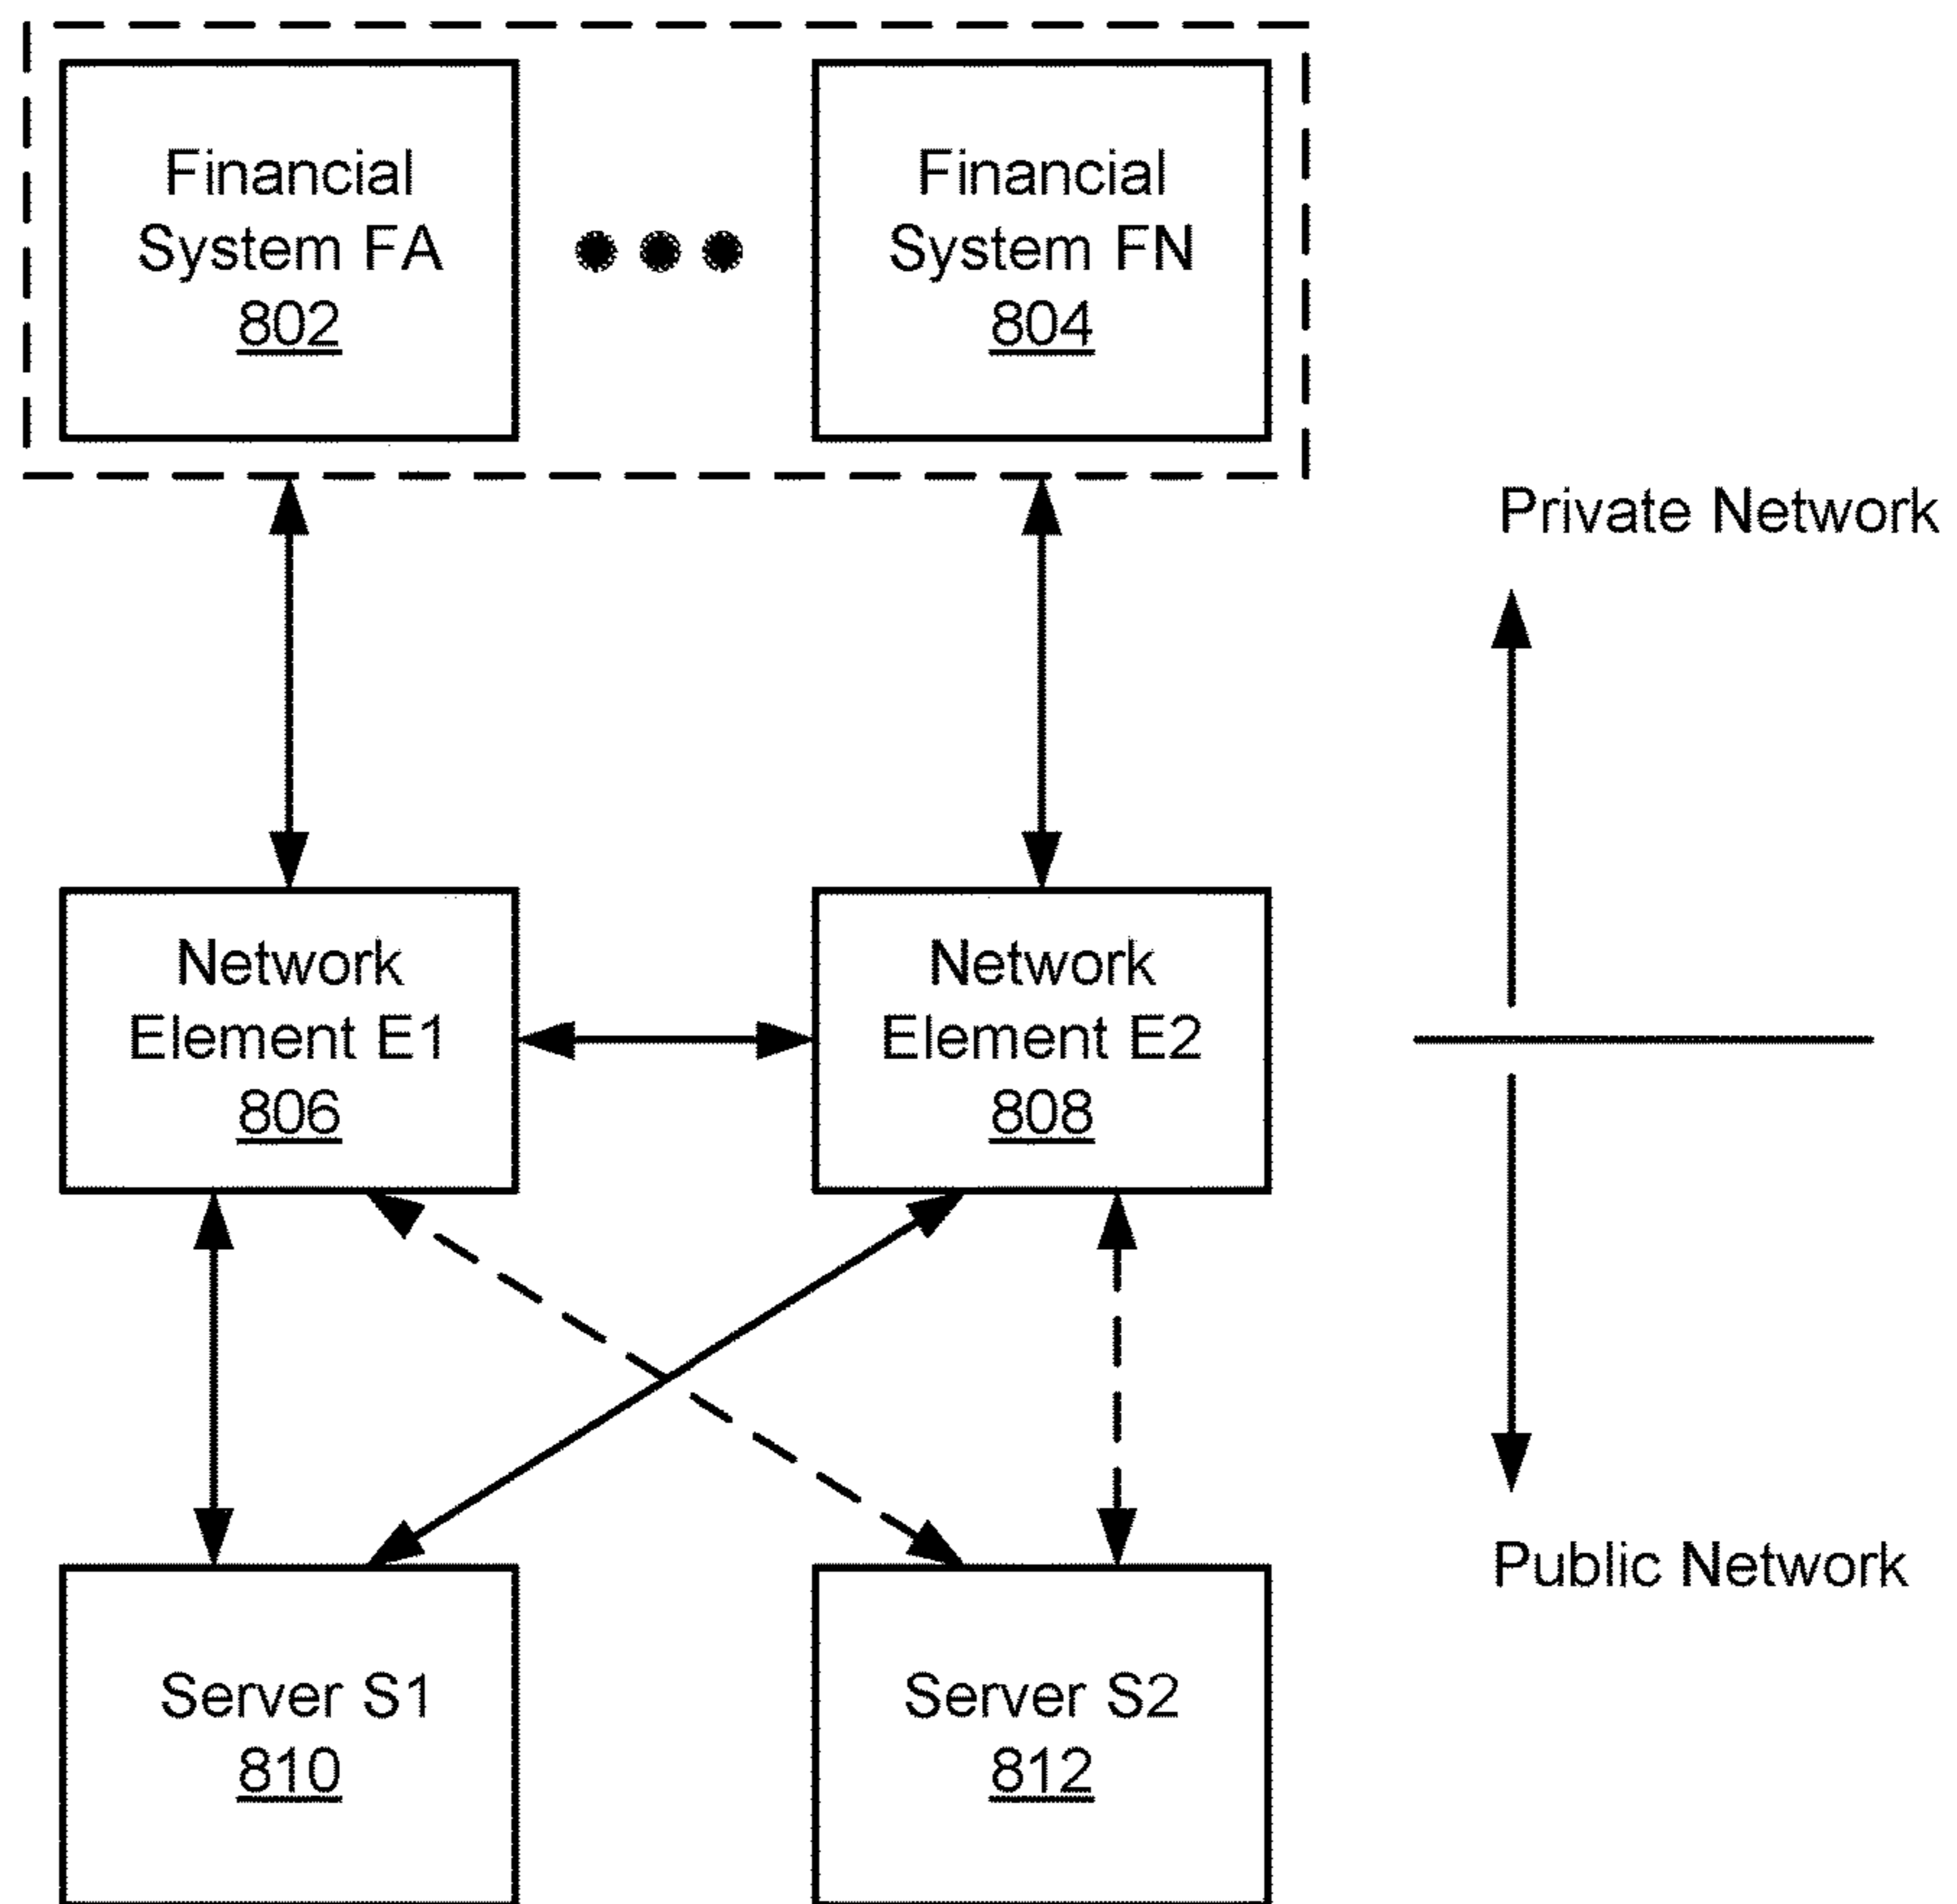 Financial
System FA
802
Financial
System FN
804
Private Network
Network
Element E1
806
Network
Element E2
808
Public Network
Server S1
810
Server S2
812